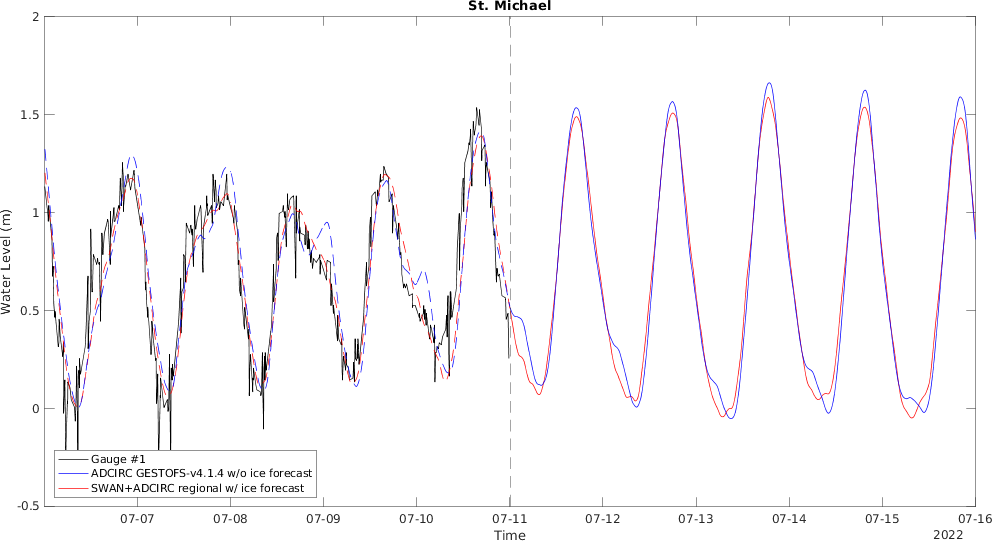 St. Michael
2
1.5
1
0.5
0
-0.5
Water Level (m)
Gauge #1
ADCIRC GESTOFS-v4.1.4 w/o ice forecast
SWAN+ADCIRC regional w/ ice forecast
07-07 07-08 07-09 07-10 07-11 07-12 07-13 07-14 07-15 07-16
Time
2022